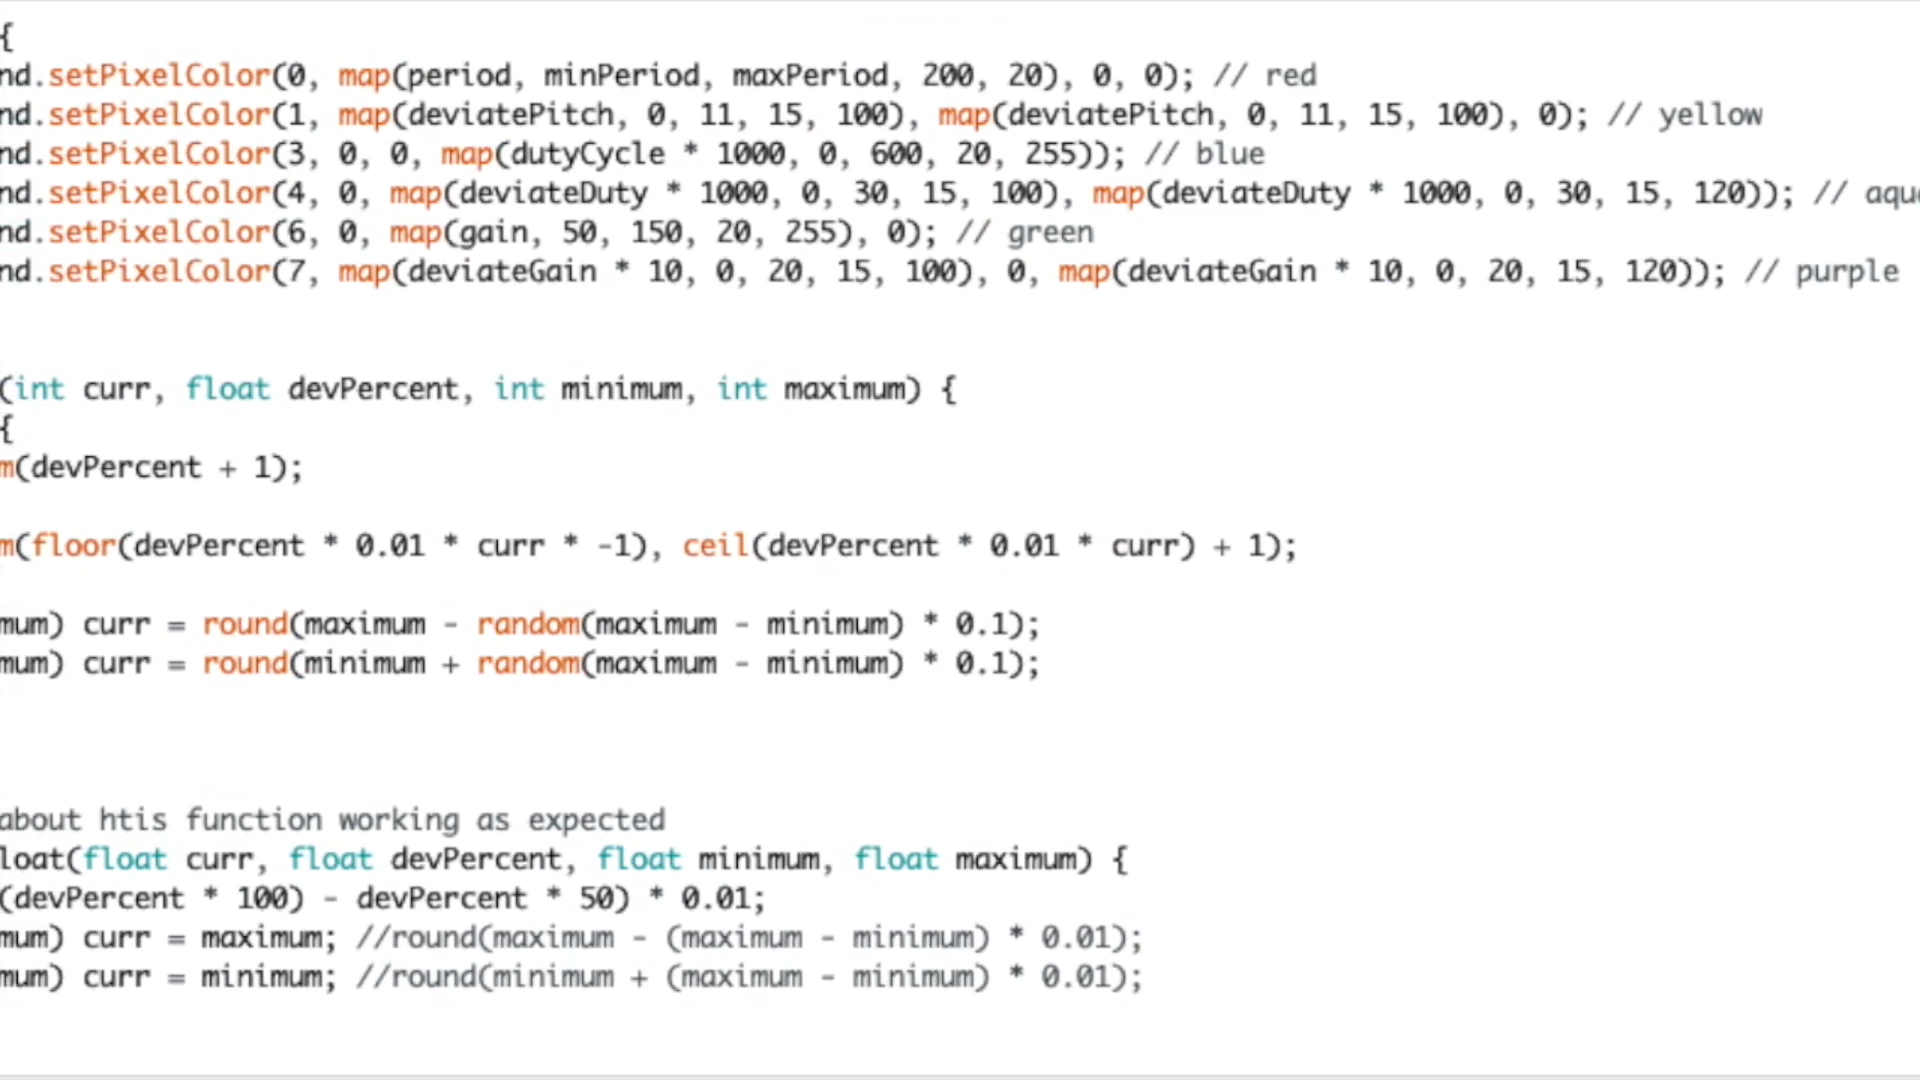 {
nd.setPixelColor(0, map(period, minPeriod, maxPeriod, 200, 20), 0, 0); // red
nd.setPixelColor(1, map(deviatePitch, 0, 11, 15, 100), map(deviatePitch, 0, 11, 15, 100), 0); // yellow
nd.setPixelColor(3, 0, 0, map(dutyCycle * 1000, 0, 600, 20, 255)); // blue
nd.setPixelColor(4, 0, map(deviateDuty * 1000, 0, 30, 15, 100), map(deviateDuty * 1000, 0, 30, 15, 120)); // aqu
nd.setPixelColor(6, 0, map(gain, 50, 150, 20, 255), 0); // green
nd.setPixelColor(7, map(deviateGain * 10, 0, 20, 15, 100), 0, map(deviateGain * 10, 0, 20, 15, 120)); // purple
(int curr, float devPercent, int minimum, int maximum) {
{
m(devPercent + 1);
m(floor(devPercent * 0.01 * curr * -1), ceil(devPercent * 0.01 * curr) + 1);
mum) curr = round(maximum - random(maximum - minimum) * 0.1);
mum) curr = round(minimum + random(maximum - minimum) * 0.1);
about htis function working as expected
loat(float curr, float devPercent, float minimum, float maximum) {
(devPercent * 100) - devPercent * 50) * 0.01;
mum) curr = maximum; //round(maximum - (maximum - minimum) * 0.01);
mum) curr = minimum; //round(minimum + (maximum - minimum) * 0.01);